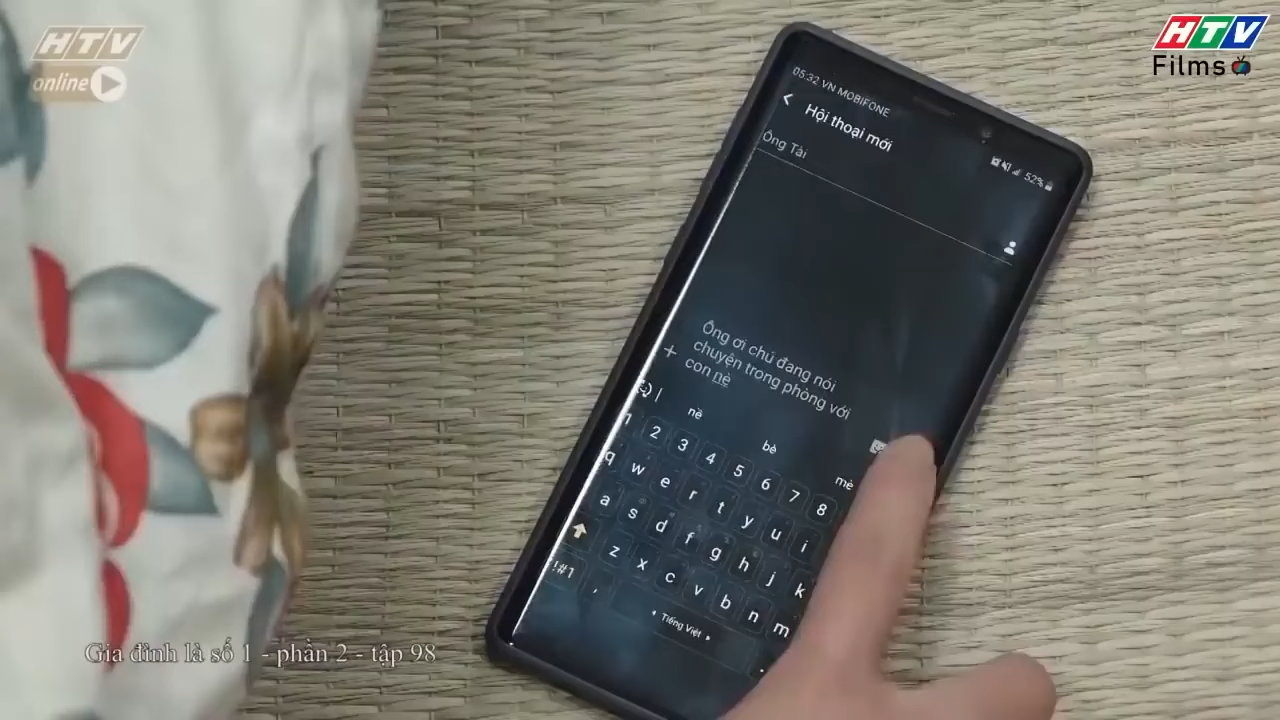 HTV
online
HTV
Films
05:32 VN MOBIFONE
52%
Hội thoại mới
Ông Tài
Ông ơi chú đang nói
chuyện trong phòng với
con nè
nề bè mè
1 2 3 4 5 6 7 8
q w e r t y u i
a s d f g h j k
z x c v b n m
!#1 , Tiếng Việt .
Gia đình là số 1 - phần 2 - tập 98